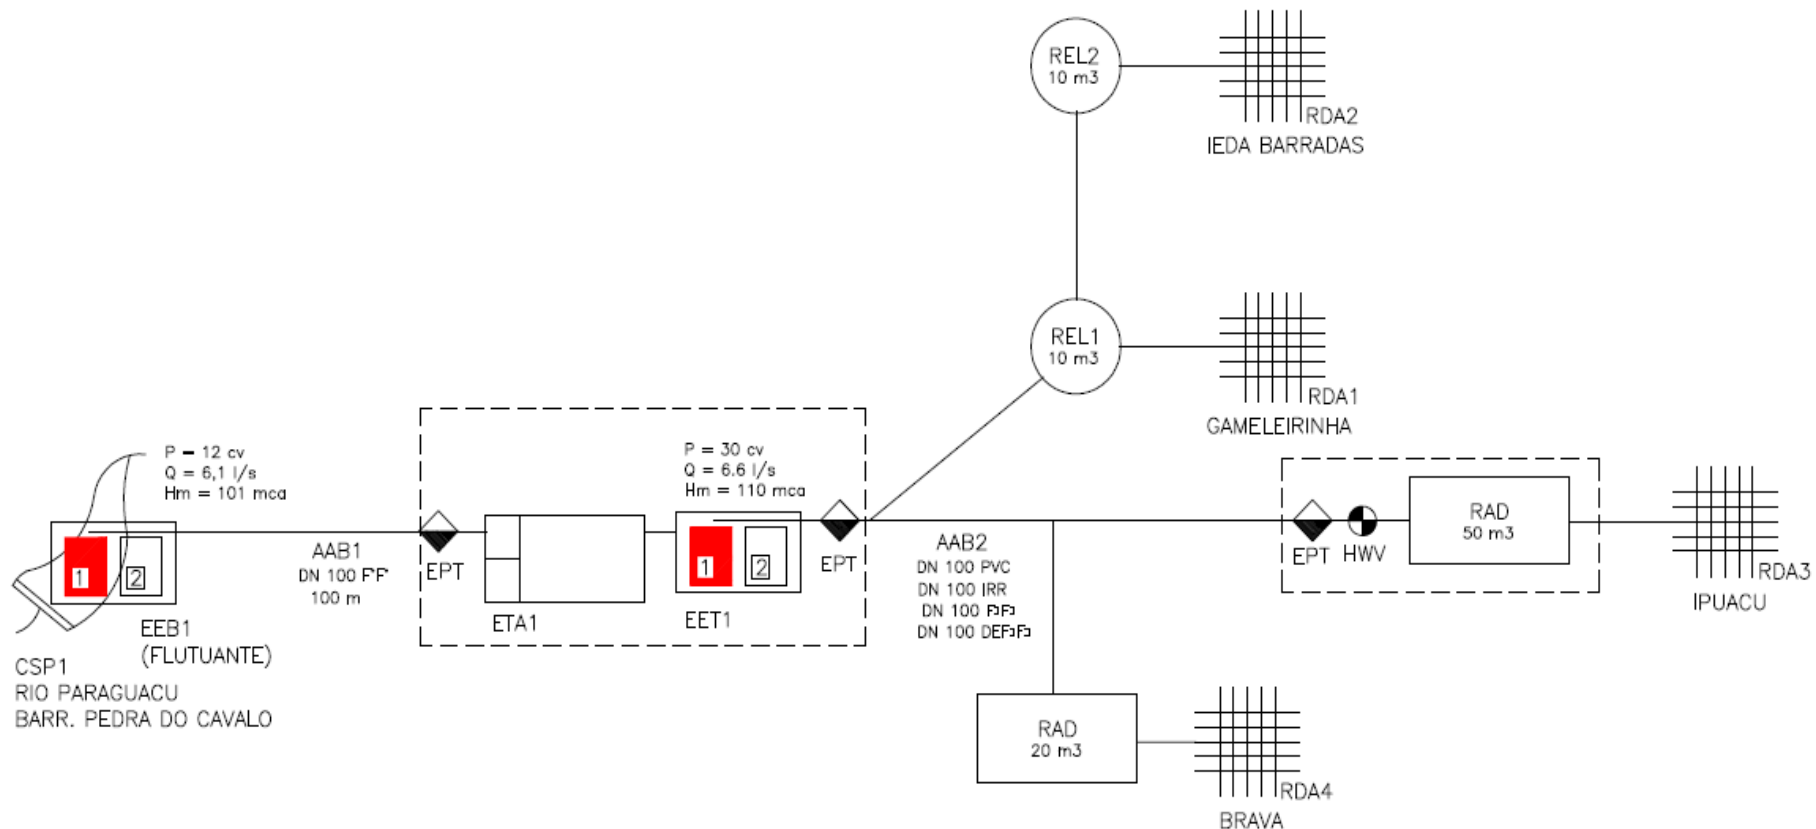 REL2
10 m3
RDA2
IEDA BARRADAS
REL1
10 m3
RDA1
GAMELEIRINHA
P = 12 cv
Q = 6,1 l/s
Hm = 101 mca
P = 30 cv
Q = 6.6 l/s
Hm = 110 mca
1
2
AAB1
DN 100 FºFº
100 m
EPT
ETA1
1
2
EET1
EPT
AAB2
DN 100 PVC
DN 100 IRR
DN 100 FºFº
DN 100 DEFºFº
EPT
HWV
RAD
50 m3
RDA3
IPUACU
EEB1
(FLUTUANTE)
CSP1
RIO PARAGUACU
BARR. PEDRA DO CAVALO
RAD
20 m3
RDA4
BRAVA